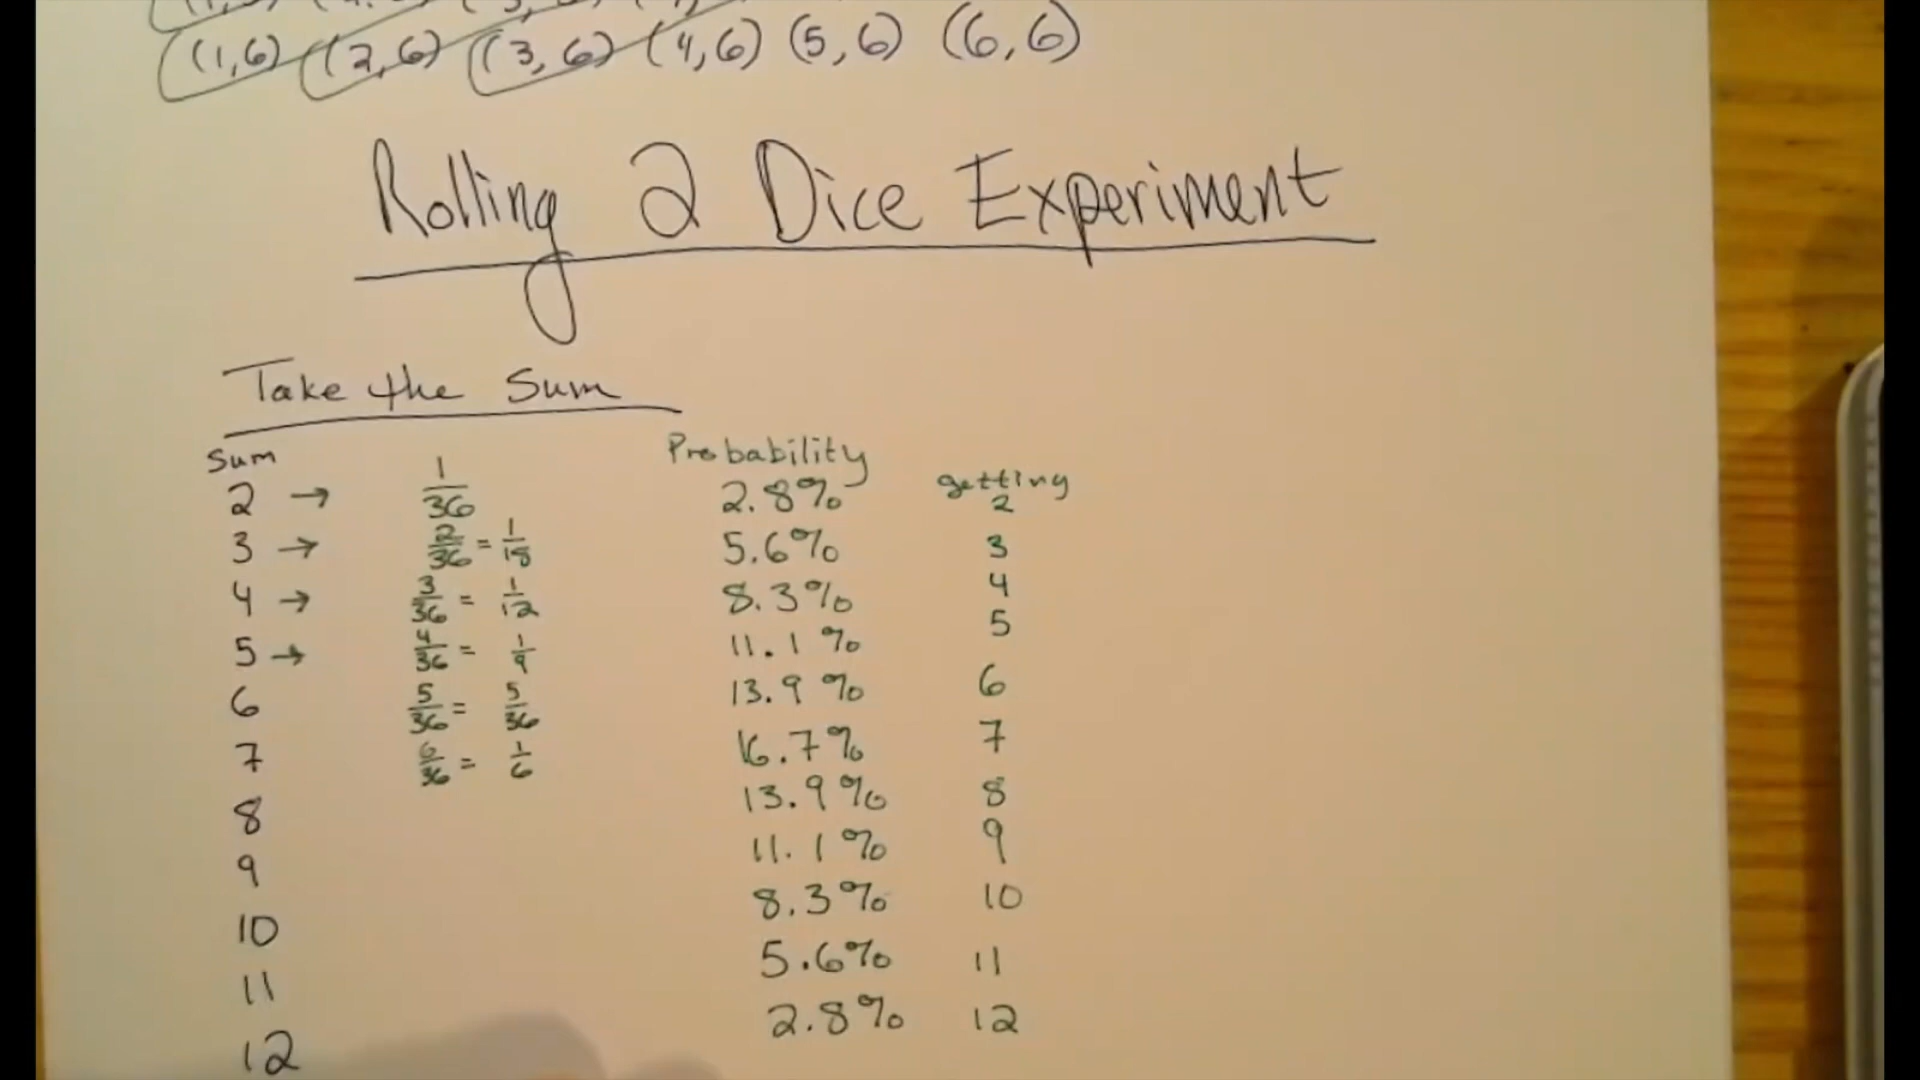 (1,6) (2,6) (3,6) (4,6) (5,6) (6,6)
Rolling 2 Dice Experiment
Take the Sum
Sum Probability getting
2 → 1/36 2.8% 2
3 → 2/36 = 1/18 5.6% 3
4 → 3/36 = 1/12 8.3% 4
5 → 4/36 = 1/9 11.1% 5
6 5/36 = 5/36 13.9% 6
7 6/36 = 1/6 16.7% 7
8 13.9% 8
9 11.1% 9
10 8.3% 10
11 5.6% 11
12 2.8% 12